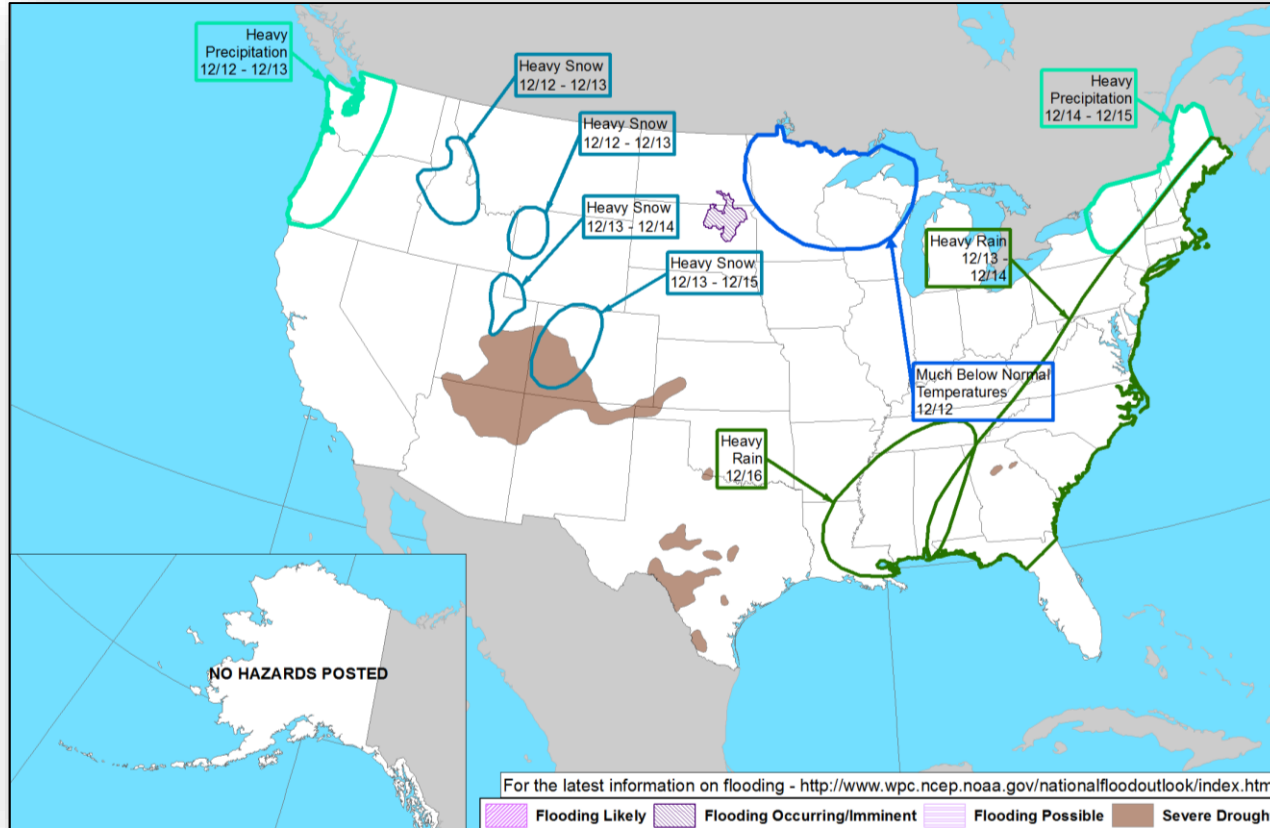 Heavy
Precipitation
12/12 - 12/13
Heavy Snow
12/12 - 12/13
Heavy Snow
12/12 - 12/13
Heavy Snow
12/13 - 12/14
Heavy Snow
12/13 - 12/15
Heavy
Precipitation
12/14 - 12/15
Heavy Rain
12/13 -
12/14
Much Below Normal
Temperatures
12/12
Heavy
Rain
12/16
NO HAZARDS POSTED
For the latest information on flooding - http://www.wpc.ncep.noaa.gov/nationalfloodoutlook/index.htm
Flooding Likely
Flooding Occurring/Imminent
Flooding Possible
Severe Drough